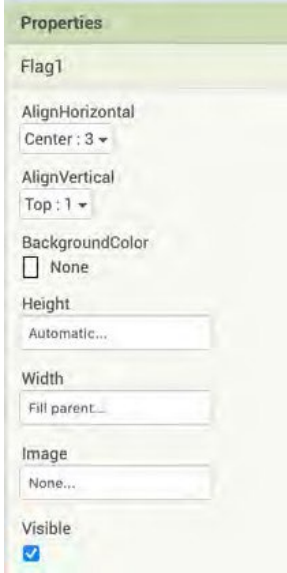 Properties
Flag1
AlignHorizontal
Center : 3
AlignVertical
Top : 1
BackgroundColor
None
Height
Automatic...
Width
Fill parent...
Image
None...
Visible